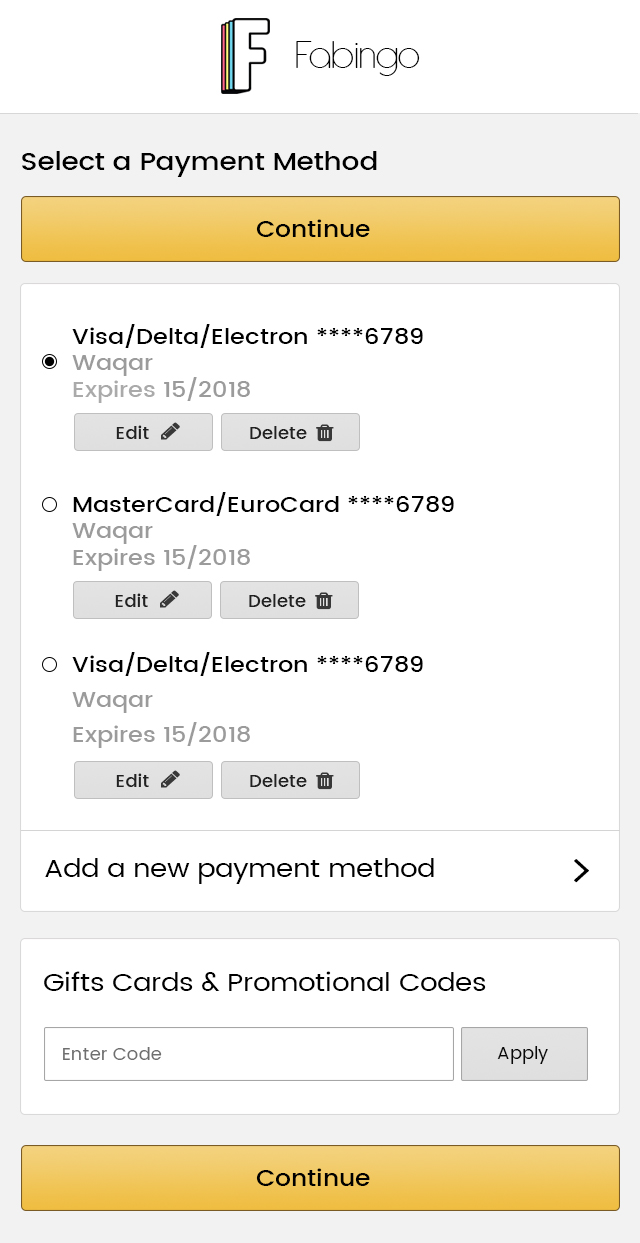 Fabingo
Select a Payment Method
Continue
Visa/Delta/Electron ****6789
Waqar
Expires 15/2018
Edit
Delete
MasterCard/EuroCard ****6789
Waqar
Expires 15/2018
Edit
Delete
Visa/Delta/Electron ****6789
Waqar
Expires 15/2018
Edit
Delete
Add a new payment method
Gifts Cards & Promotional Codes
Enter Code
Apply
Continue